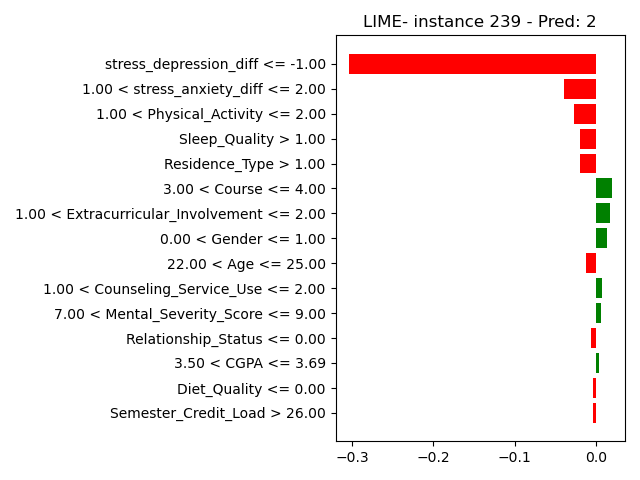 LIME- instance 239 - Pred: 2
stress_depression_diff <= -1.00
1.00 < stress_anxiety_diff <= 2.00
1.00 < Physical_Activity <= 2.00
Sleep_Quality > 1.00
Residence_Type > 1.00
3.00 < Course <= 4.00
1.00 < Extracurricular_Involvement <= 2.00
0.00 < Gender <= 1.00
22.00 < Age <= 25.00
1.00 < Counseling_Service_Use <= 2.00
7.00 < Mental_Severity_Score <= 9.00
Relationship_Status <= 0.00
3.50 < CGPA <= 3.69
Diet_Quality <= 0.00
Semester_Credit_Load > 26.00
−0.3 −0.2 −0.1 0.0